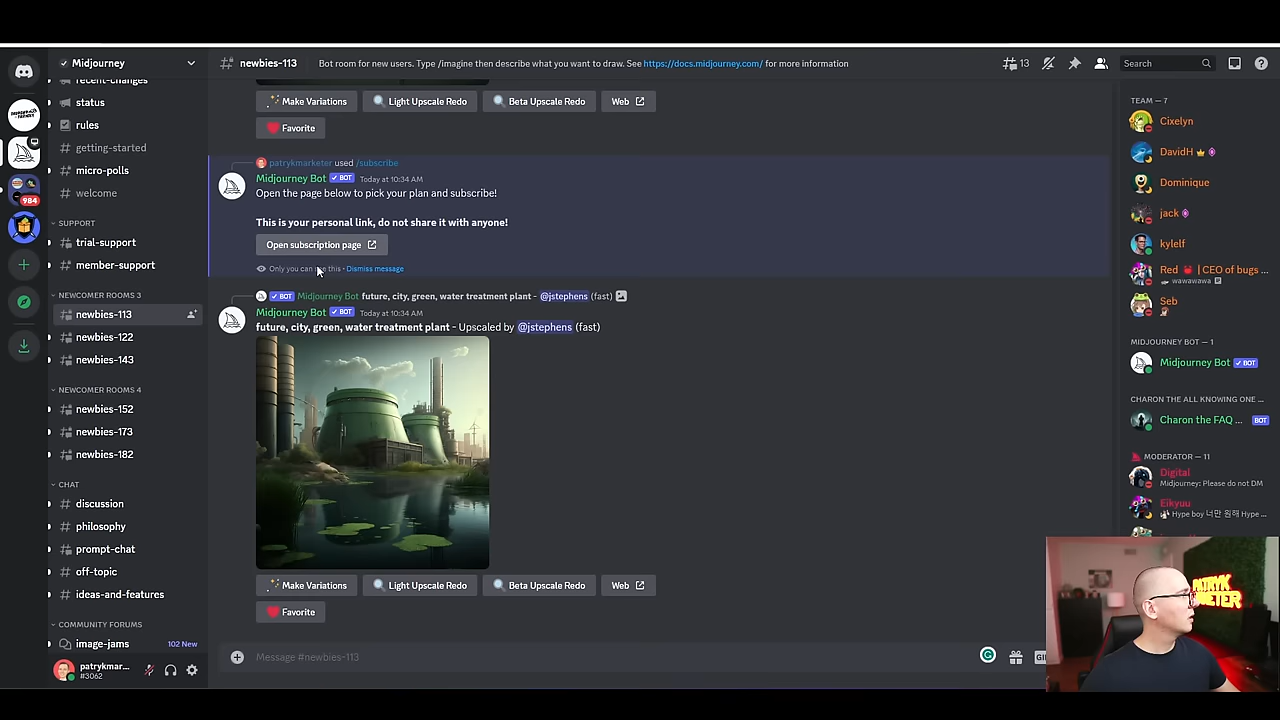 Midjourney
recent-changes
status
rules
getting-started
micro-polls
welcome
SUPPORT
trial-support
member-support
NEWCOMER ROOMS 3
newbies-113
newbies-122
newbies-143
NEWCOMER ROOMS 4
newbies-152
newbies-173
newbies-182
CHAT
discussion
philosophy
prompt-chat
off-topic
ideas-and-features
COMMUNITY FORUMS
image-jams 102 New
patrykmar...
#3062
984
newbies-113 Bot room for new users. Type /imagine then describe what you want to draw. See https://docs.midjourney.com/ for more information
13
Search
Make Variations Light Upscale Redo Beta Upscale Redo Web
Favorite
patrykmarketer used /subscribe
Midjourney Bot BOT Today at 10:34 AM
Open the page below to pick your plan and subscribe!
This is your personal link, do not share it with anyone!
Open subscription page
Only you can see this • Dismiss message
BOT Midjourney Bot future, city, green, water treatment plant - @jstephens (fast)
Midjourney Bot BOT Today at 10:34 AM
future, city, green, water treatment plant - Upscaled by @jstephens (fast)
Make Variations Light Upscale Redo Beta Upscale Redo Web
Favorite
Message #newbies-113
TEAM — 7
Cixelyn
DavidH
Dominique
jack
kylelf
Red | CEO of bugs ...
wawawawa
Seb
MIDJOURNEY BOT — 1
Midjourney Bot BOT
CHARON THE ALL KNOWING ONE ...
Charon the FAQ ... BOT
MODERATOR — 11
Digital
Midjourney: Please do not DM
Eikyuu
Hype boy 너만 원해 Hype ...